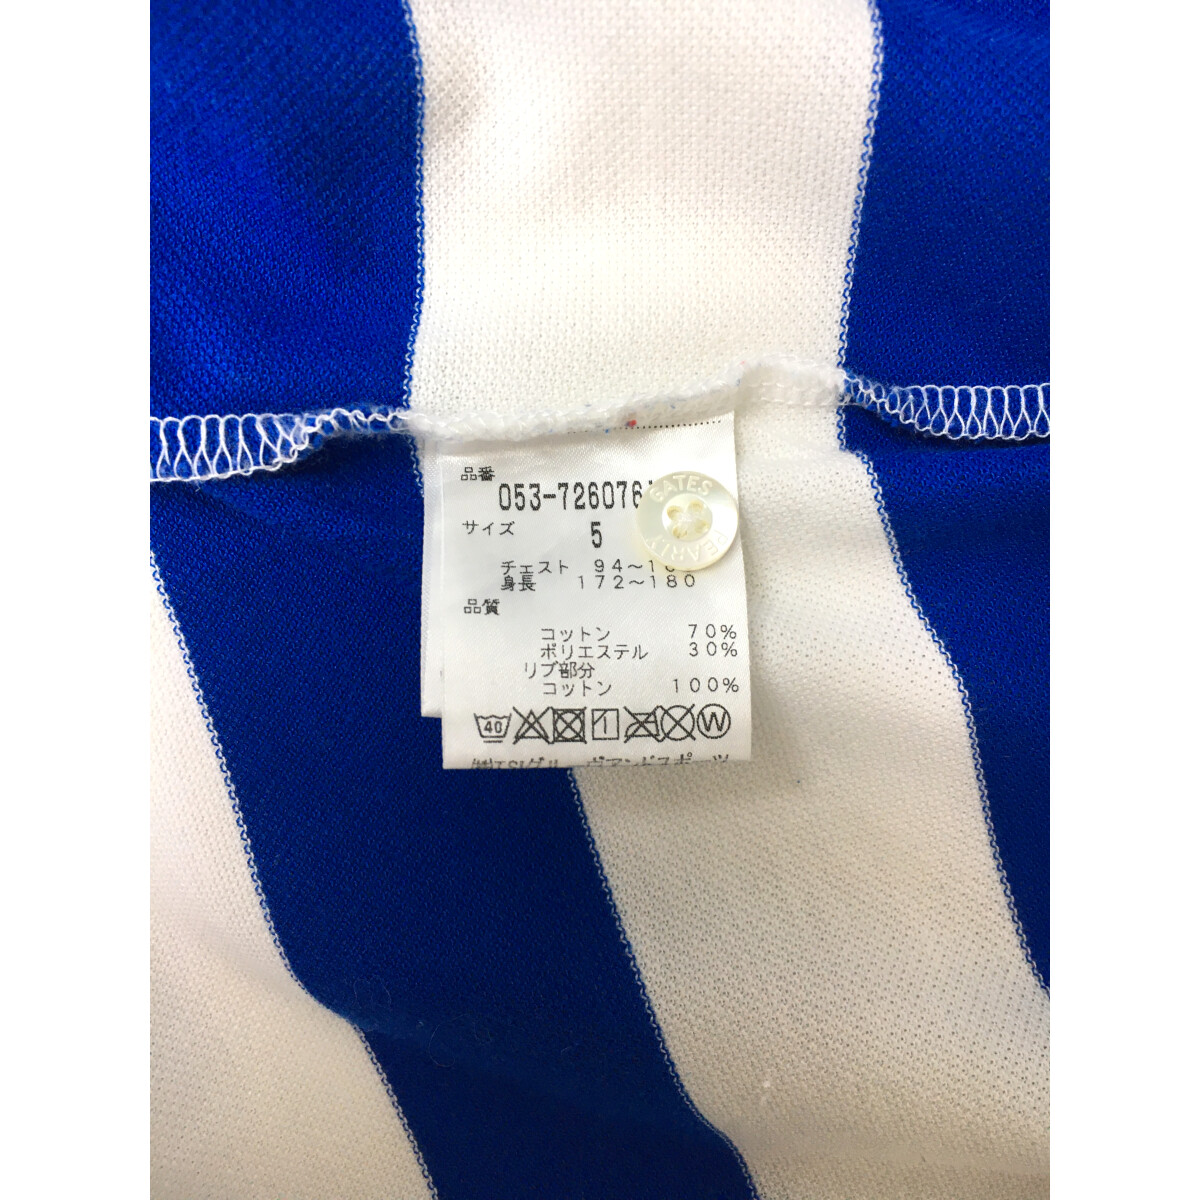 品番
053-726076
サイズ 5
チェスト 94～
身長 172～180
品質
コットン 70%
ポリエステル 30%
リブ部分
コットン 100%
40 W
GATES
PEARLY